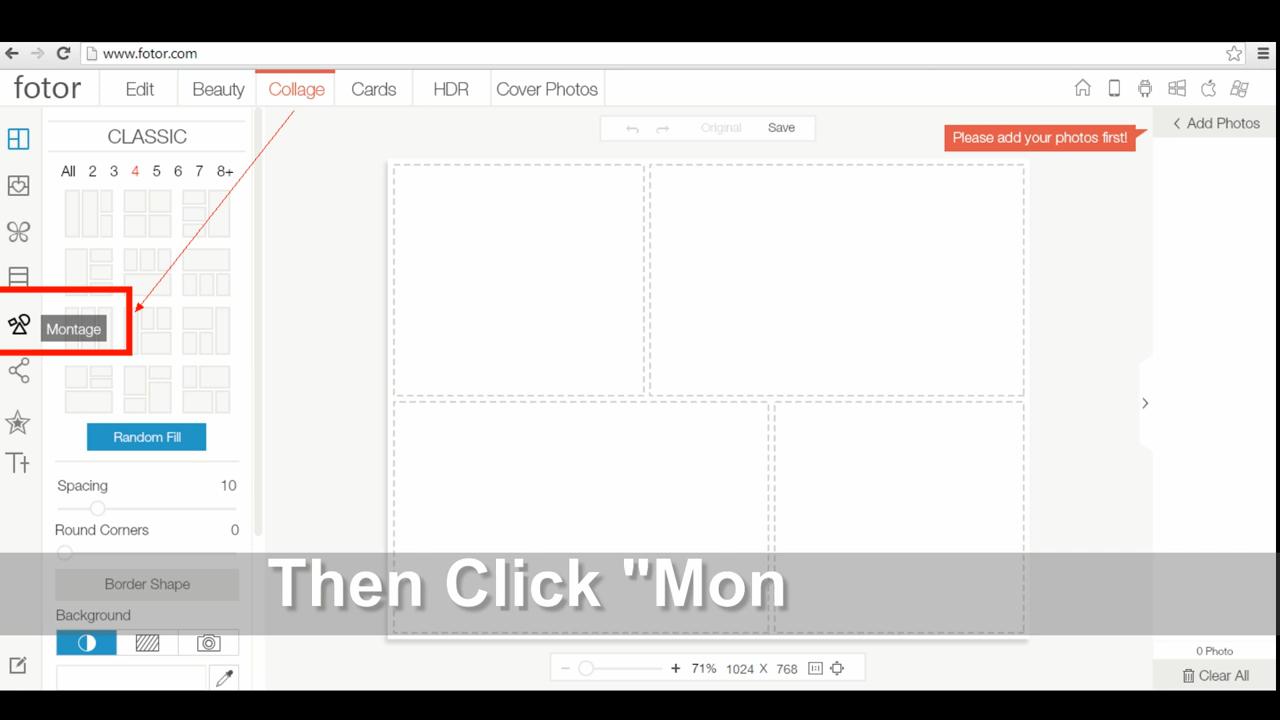 www.fotor.com
fotor Edit Beauty Collage Cards HDR Cover Photos
CLASSIC
All 2 3 4 5 6 7 8+
Montage
Random Fill
Spacing 10
Round Corners 0
Border Shape
Background
Original Save
Please add your photos first!
Add Photos
Then Click "Mon
− + 71% 1024 X 768
0 Photo
Clear All